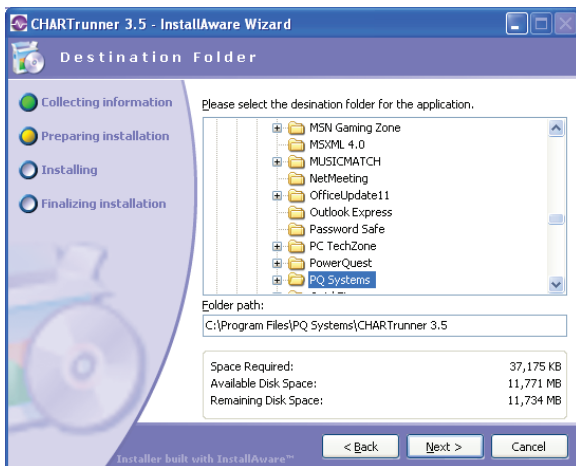 CHARTrunner 3.5 - InstallAware Wizard
Destination Folder
Collecting information
Preparing installation
Installing
Finalizing installation
Please select the desination folder for the application.
MSN Gaming Zone
MSXML 4.0
MUSICMATCH
NetMeeting
OfficeUpdate11
Outlook Express
Password Safe
PC TechZone
PowerQuest
PQ Systems
Folder path:
C:\Program Files\PQ Systems\CHARTrunner 3.5
Space Required: 37,175 KB
Available Disk Space: 11,771 MB
Remaining Disk Space: 11,734 MB
Installer built with InstallAware™
< Back Next > Cancel